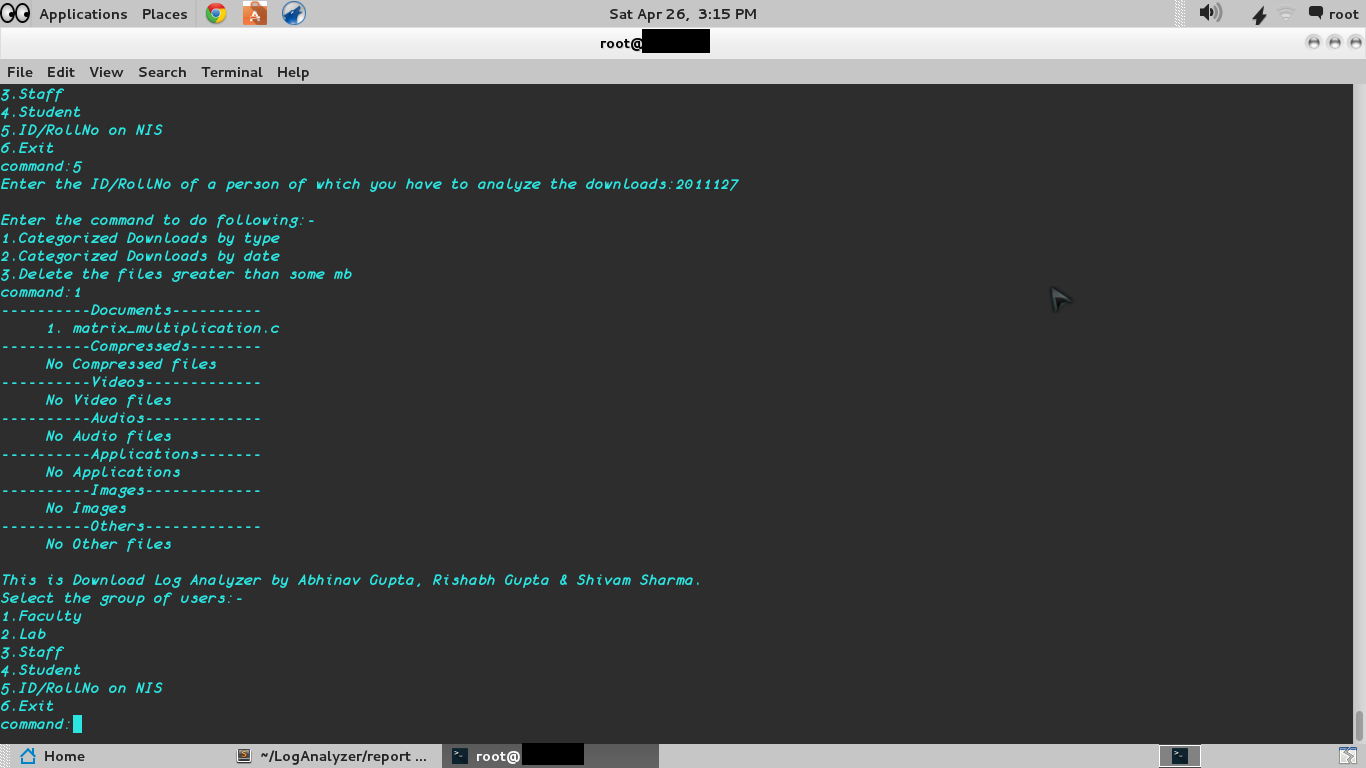 Applications Places Sat Apr 26, 3:15 PM root
root@
File Edit View Search Terminal Help
3.Staff
4.Student
5.ID/RollNo on NIS
6.Exit
command:5
Enter the ID/RollNo of a person of which you have to analyze the downloads:2011127
Enter the command to do following:-
1.Categorized Downloads by type
2.Categorized Downloads by date
3.Delete the files greater than some mb
command:1
----------Documents----------
1. matrix_multiplication.c
----------Compresseds--------
No Compressed files
----------Videos-------------
No Video files
----------Audios-------------
No Audio files
----------Applications-------
No Applications
----------Images-------------
No Images
----------Others-------------
No Other files
This is Download Log Analyzer by Abhinav Gupta, Rishabh Gupta & Shivam Sharma.
Select the group of users:-
1.Faculty
2.Lab
3.Staff
4.Student
5.ID/RollNo on NIS
6.Exit
command:
Home ~/LogAnalyzer/report ... root@